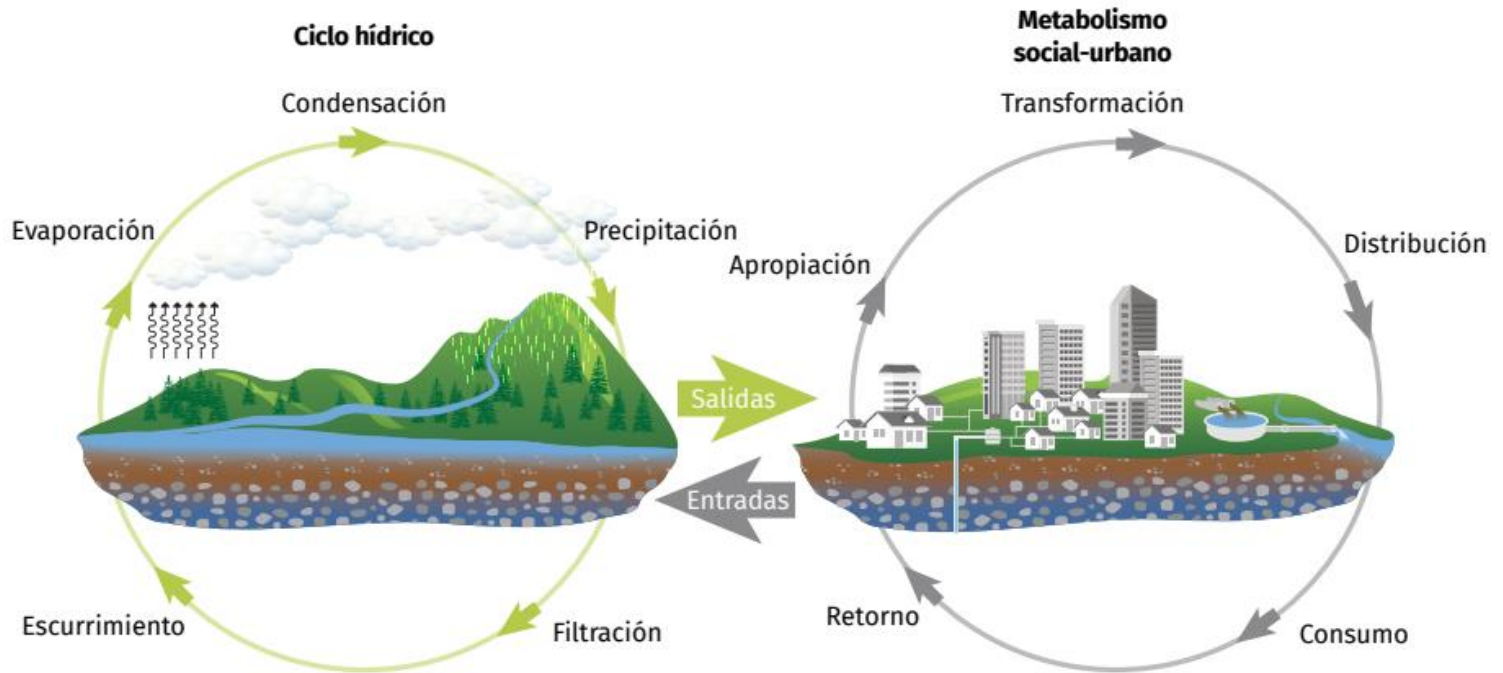 Ciclo hídrico
Condensación
Evaporación
Precipitación
Escurrimiento
Filtración
Salidas
Entradas
Metabolismo
social-urbano
Transformación
Apropiación
Distribución
Retorno
Consumo